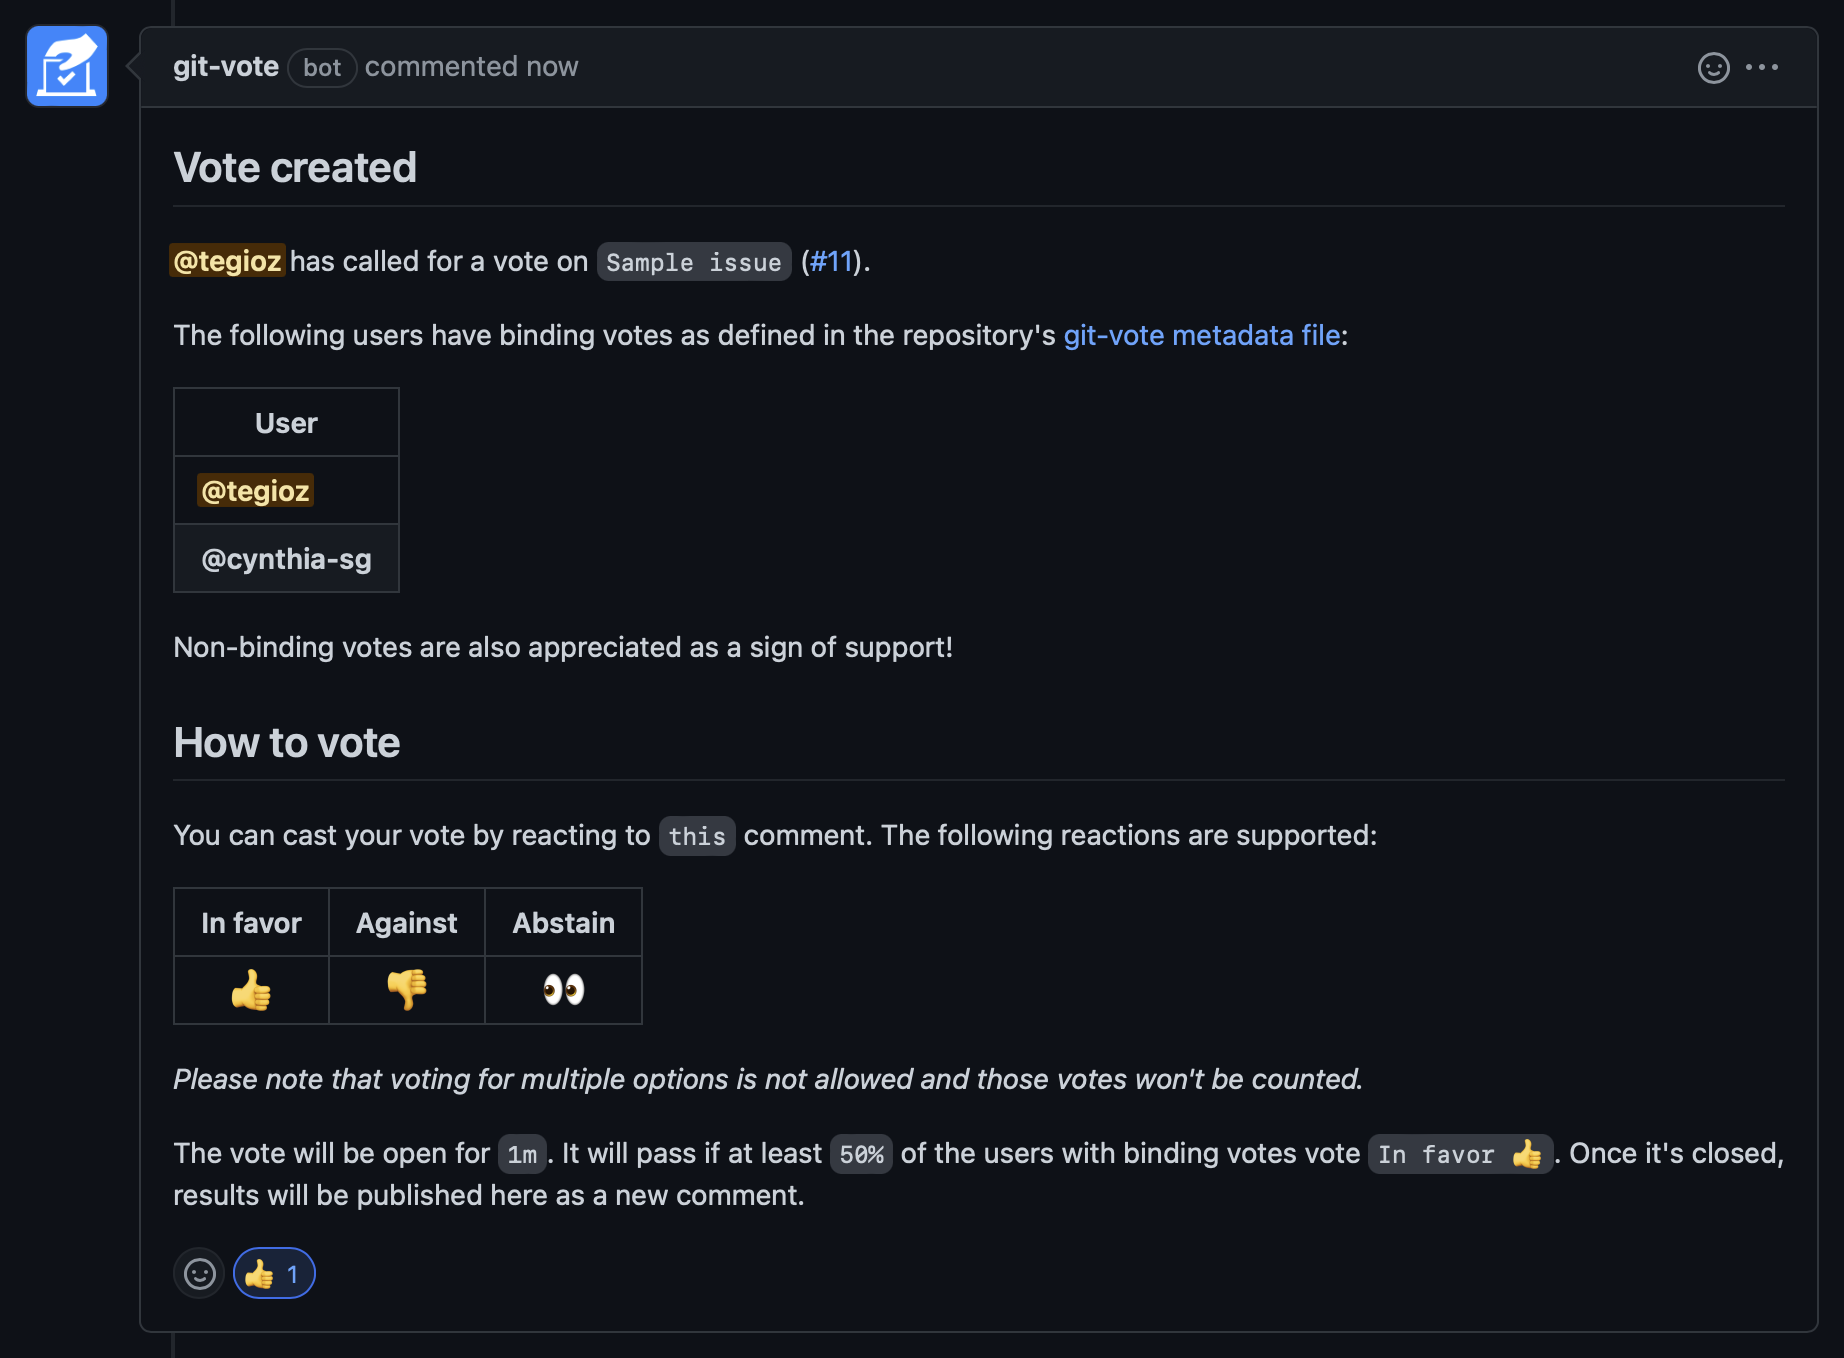 git-vote bot commented now
Vote created
@tegioz has called for a vote on Sample issue (#11).
The following users have binding votes as defined in the repository's git-vote metadata file:
User
@tegioz
@cynthia-sg
Non-binding votes are also appreciated as a sign of support!
How to vote
You can cast your vote by reacting to this comment. The following reactions are supported:
In favor Against Abstain
👍 👎 👀
Please note that voting for multiple options is not allowed and those votes won't be counted.
The vote will be open for 1m. It will pass if at least 50% of the users with binding votes vote In favor 👍. Once it's closed,
results will be published here as a new comment.
👍 1